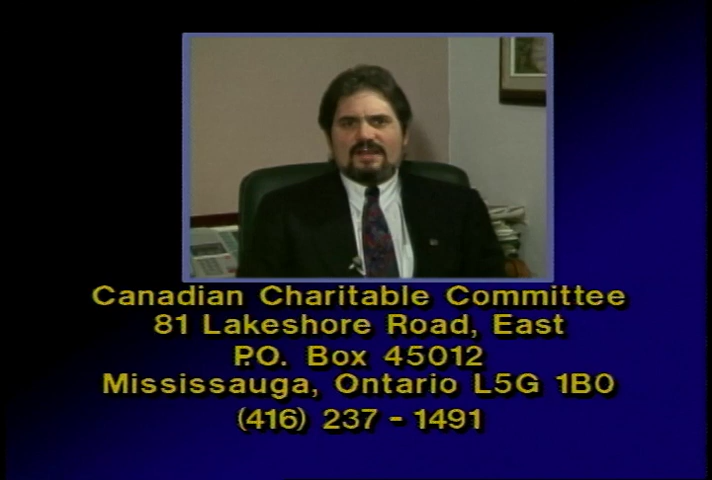 Canadian Charitable Committee
81 Lakeshore Road, East
P.O. Box 45012
Mississauga, Ontario L5G 1B0
(416) 237 - 1491